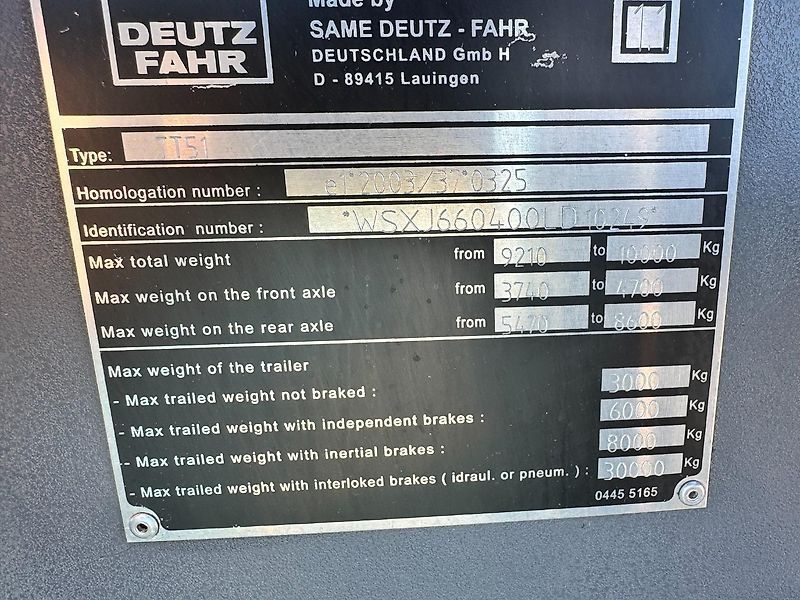 DEUTZ
FAHR
Made by
SAME DEUTZ - FAHR
DEUTSCHLAND Gmb H
D - 89415 Lauingen
11
Type: TT51
Homologation number : e1*2003/37*0325
Identification number : *WSXJ660400LD10249*
Max total weight from 9210 to 10000 Kg
Max weight on the front axle from 3740 to 4700 Kg
Max weight on the rear axle from 5470 to 8600 Kg
Max weight of the trailer
- Max trailed weight not braked : 3000 Kg
- Max trailed weight with independent brakes : 6000 Kg
- Max trailed weight with inertial brakes : 8000 Kg
- Max trailed weight with interloked brakes ( idraul. or pneum. ) : 30000 Kg
0445 5165